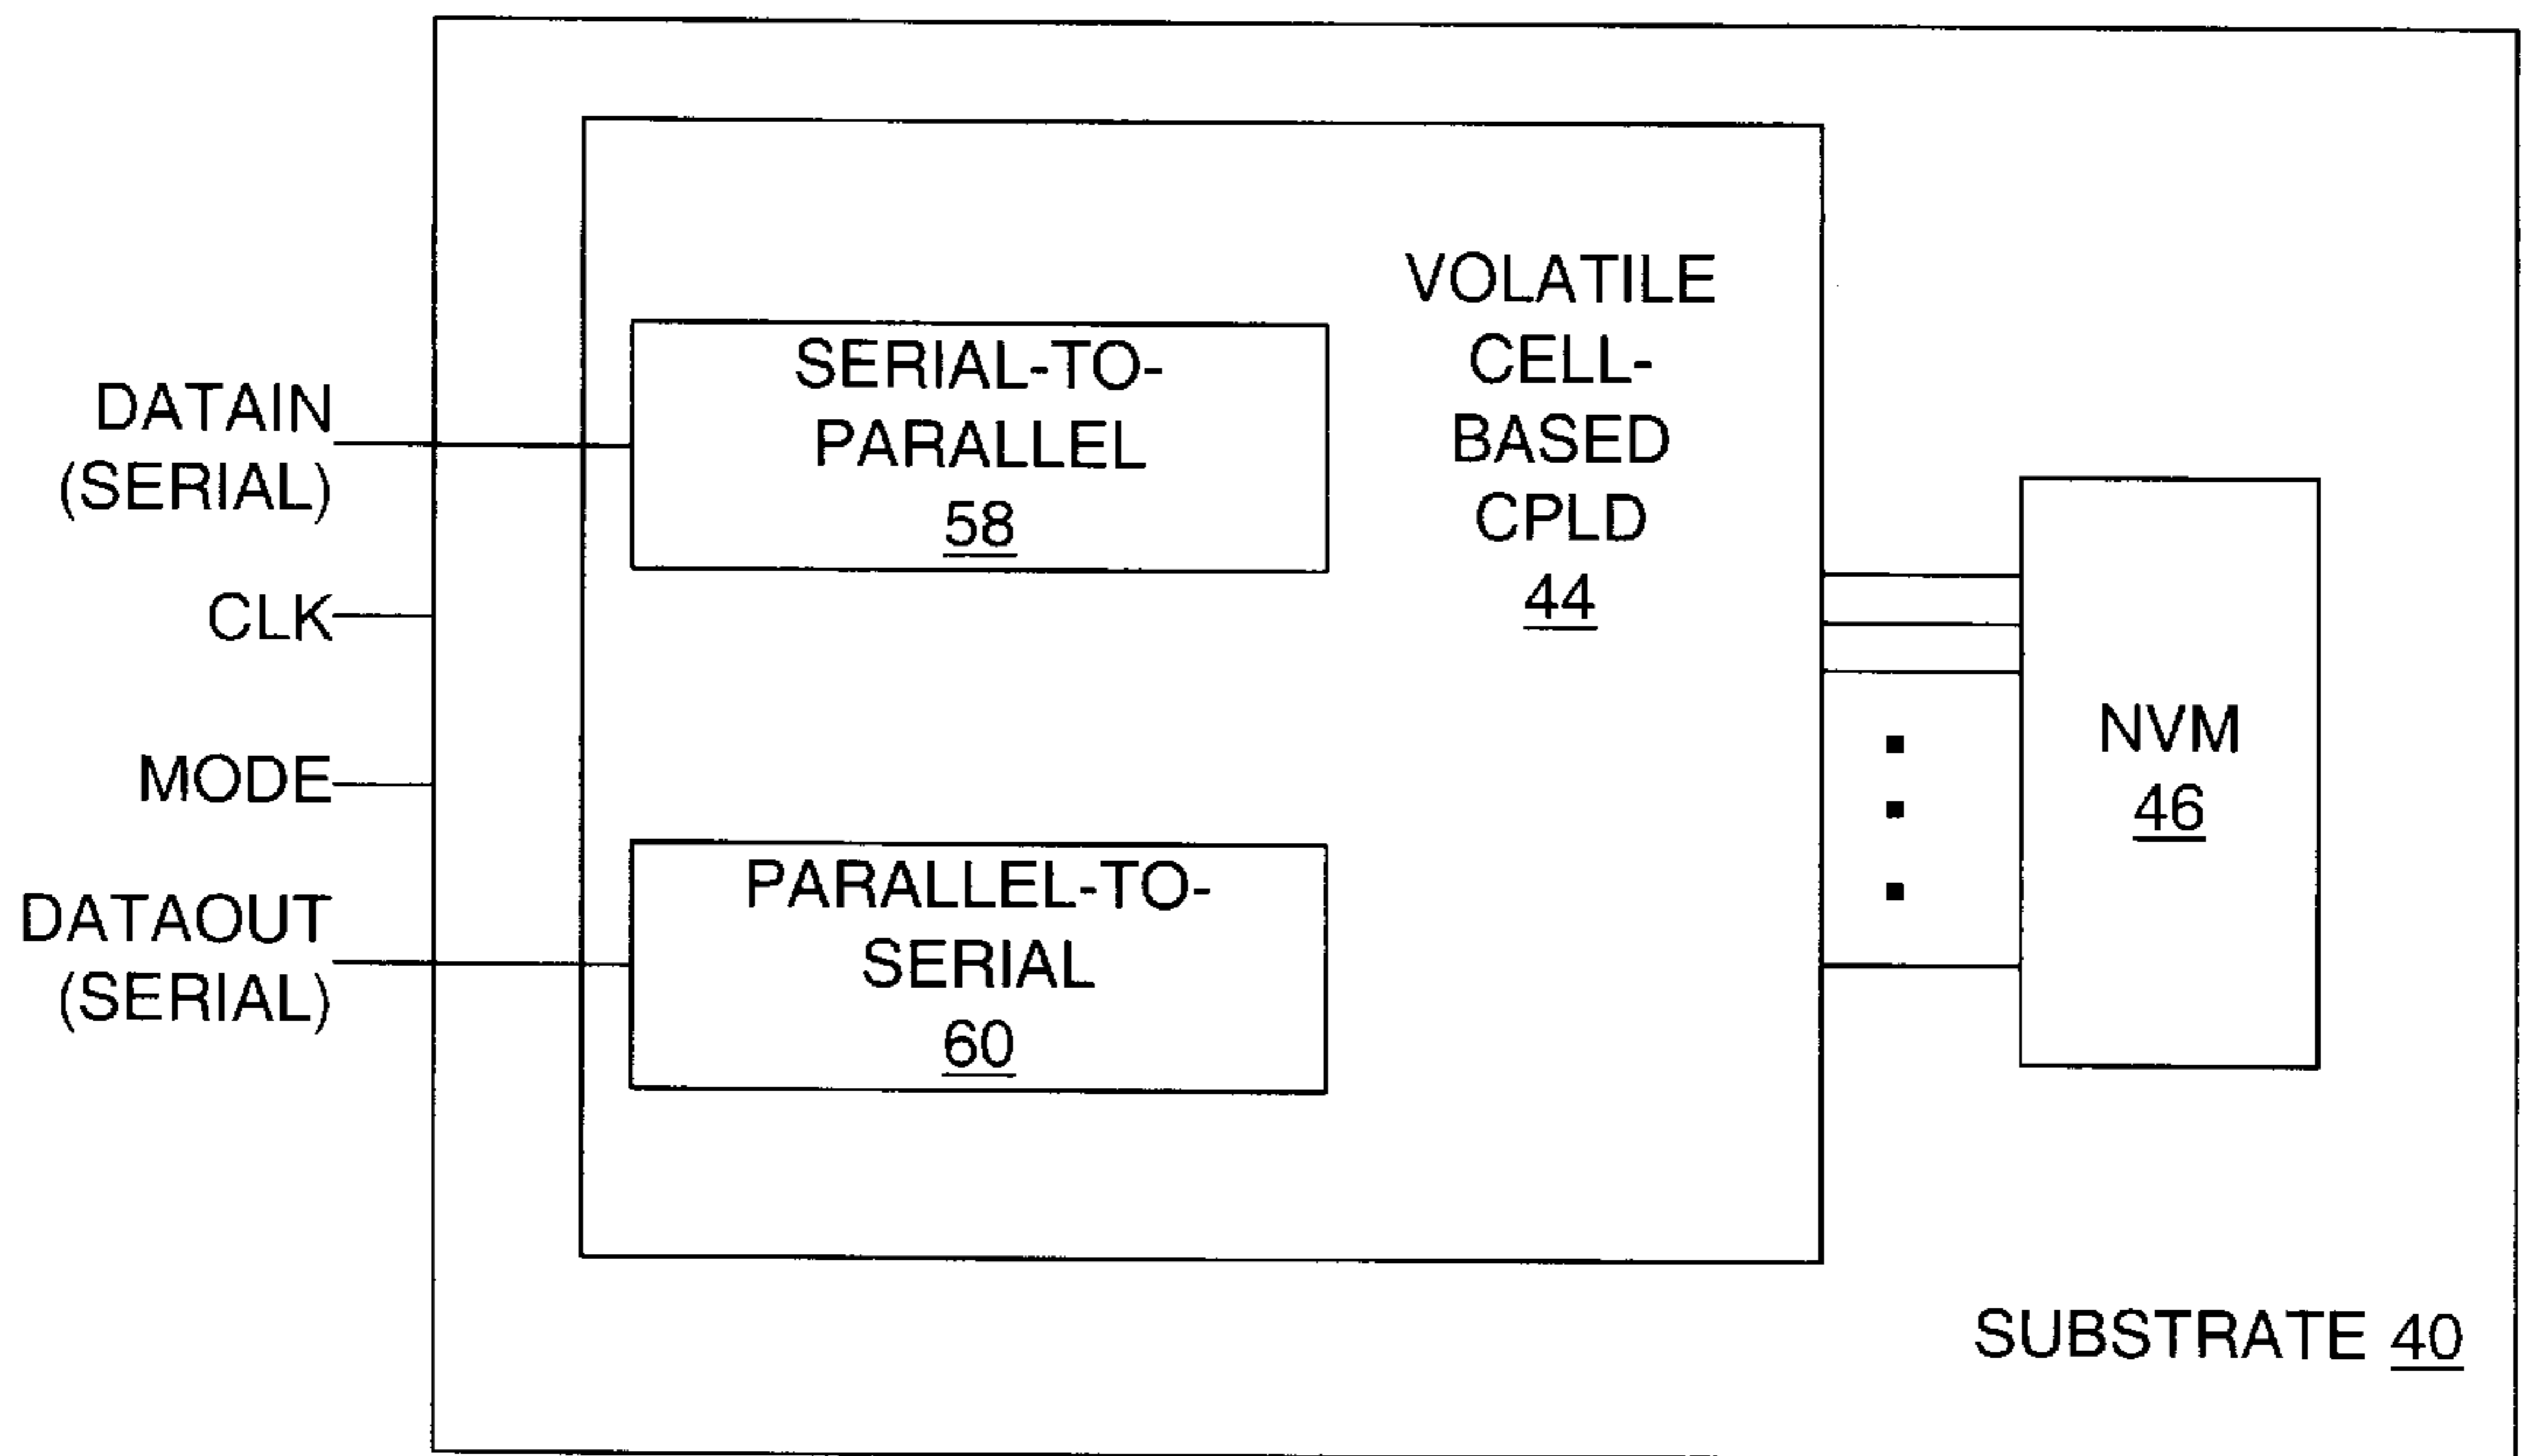 DATAIN
(SERIAL)
CLK
MODE
DATAOUT
(SERIAL)
SERIAL-TO-
PARALLEL
58
PARALLEL-TO-
SERIAL
60
VOLATILE
CELL-
BASED
CPLD
44
NVM
46
SUBSTRATE 40